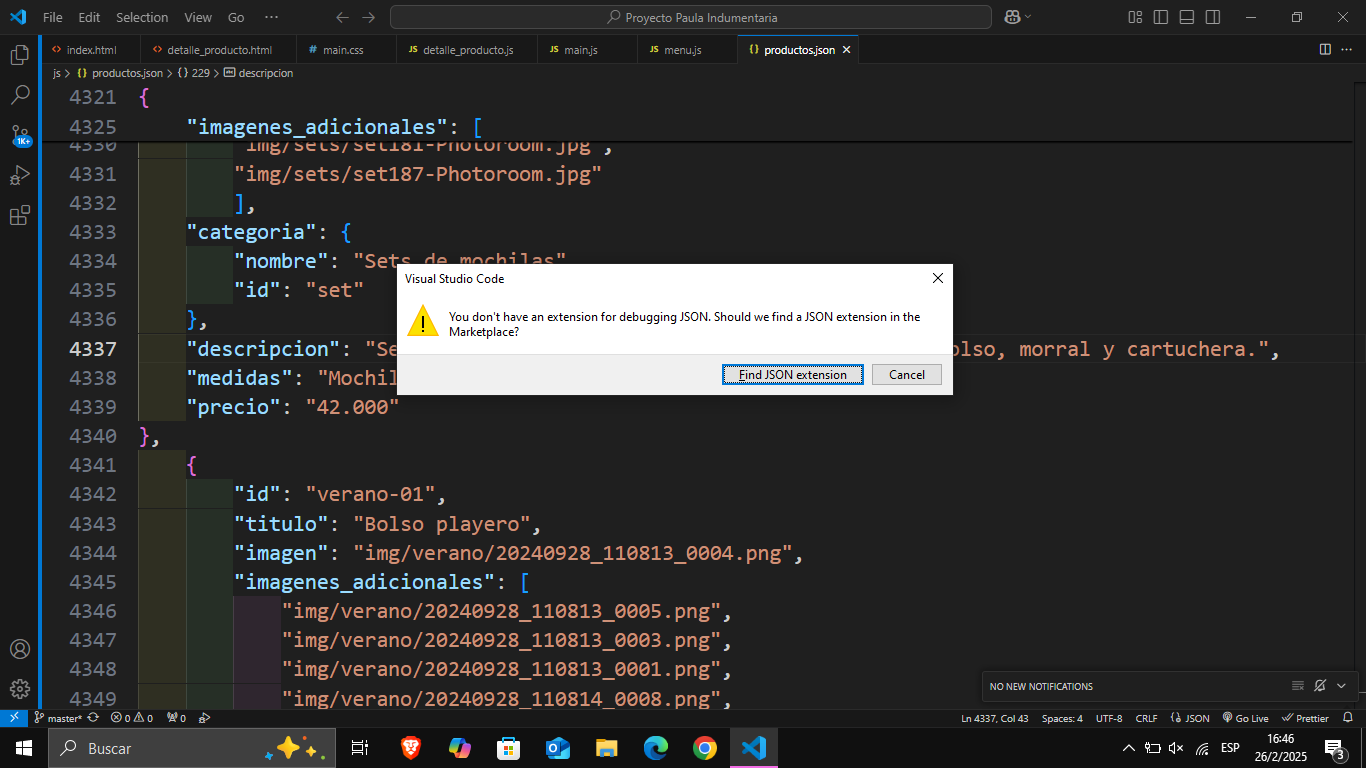 File Edit Selection View Go ··· Proyecto Paula Indumentaria
index.html detalle_producto.html # main.css JS detalle_producto.js JS main.js JS menu.js {} productos.json
js > {} productos.json > {} 229 > descripcion
4321 {
4325 "imagenes_adicionales": [
4330 "img/sets/set181-Photoroom.jpg",
4331 "img/sets/set187-Photoroom.jpg"
4332 ],
4333 "categoria": {
4334 "nombre": "Sets de mochilas"
4335 "id": "set"
4336 },
4337 "descripcion": "Se olso, morral y cartuchera.",
4338 "medidas": "Mochil
4339 "precio": "42.000"
4340 },
4341 {
4342 "id": "verano-01",
4343 "titulo": "Bolso playero",
4344 "imagen": "img/verano/20240928_110813_0004.png",
4345 "imagenes_adicionales": [
4346 "img/verano/20240928_110813_0005.png",
4347 "img/verano/20240928_110813_0003.png",
4348 "img/verano/20240928_110813_0001.png",
4349 "img/verano/20240928_110814_0008.png",
1K+
Visual Studio Code
You don't have an extension for debugging JSON. Should we find a JSON extension in the
Marketplace?
Find JSON extension Cancel
NO NEW NOTIFICATIONS
master* 0 0 0 Ln 4337, Col 43 Spaces: 4 UTF-8 CRLF {} JSON Go Live Prettier
Buscar
ESP
16:46
26/2/2025
3